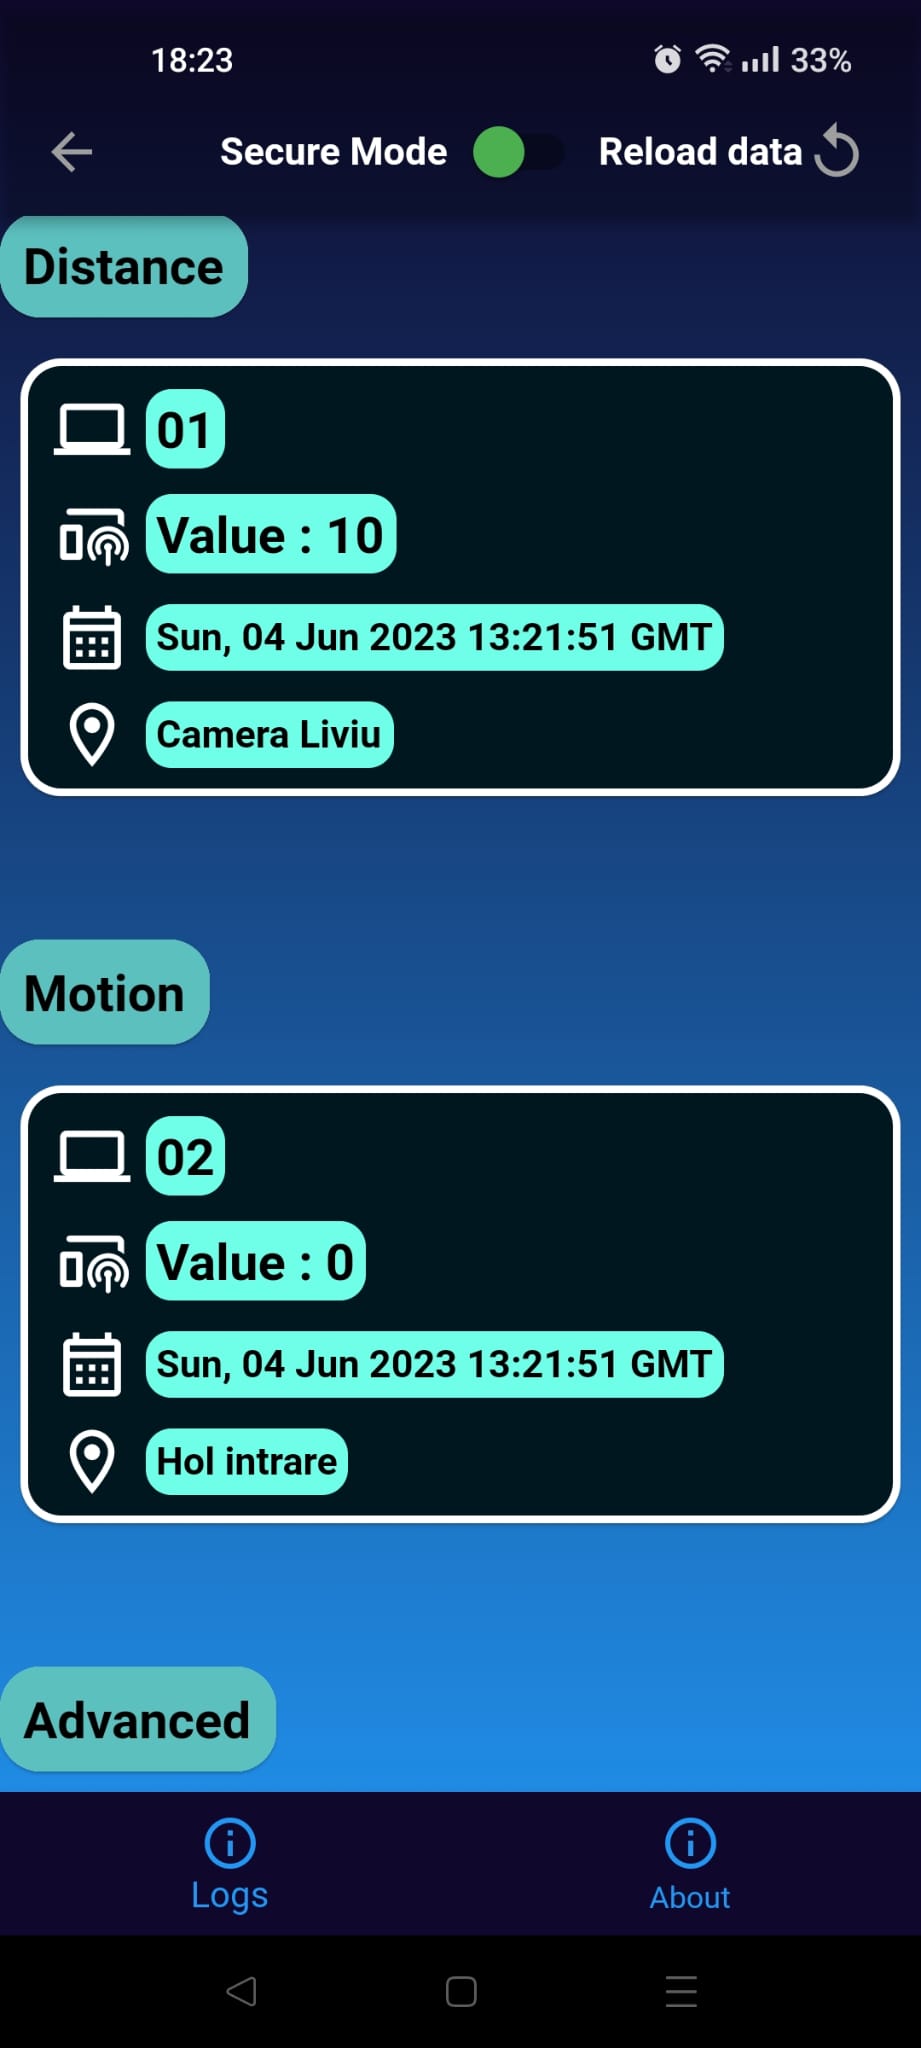 18:23
33%
Secure Mode
Reload data
Distance
01
Value : 10
Sun, 04 Jun 2023 13:21:51 GMT
Camera Liviu
Motion
02
Value : 0
Sun, 04 Jun 2023 13:21:51 GMT
Hol intrare
Advanced
Logs
About